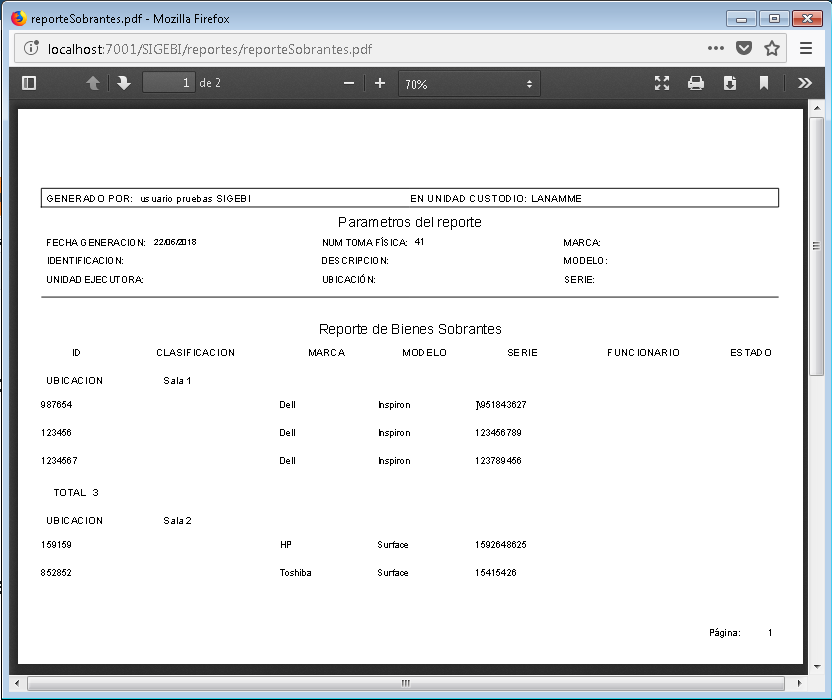 reporteSobrantes.pdf - Mozilla Firefox
localhost:7001/SIGEBI/reportes/reporteSobrantes.pdf
1 de 2 70%
GENERADO POR: usuario pruebas SIGEBI EN UNIDAD CUSTODIO: LANAMME
Parametros del reporte
FECHA GENERACION: 22/06/2018 NUM TOMA FÍSICA: 41 MARCA:
IDENTIFICACION: DESCRIPCION: MODELO:
UNIDAD EJECUTORA: UBICACIÓN: SERIE:
Reporte de Bienes Sobrantes
ID CLASIFICACION MARCA MODELO SERIE FUNCIONARIO ESTADO
UBICACION Sala 1
987654 Dell Inspiron }\951843627
123456 Dell Inspiron 123456789
1234567 Dell Inspiron 123789456
TOTAL 3
UBICACION Sala 2
159159 HP Surface 1592648625
852852 Toshiba Surface 15415426
Página: 1